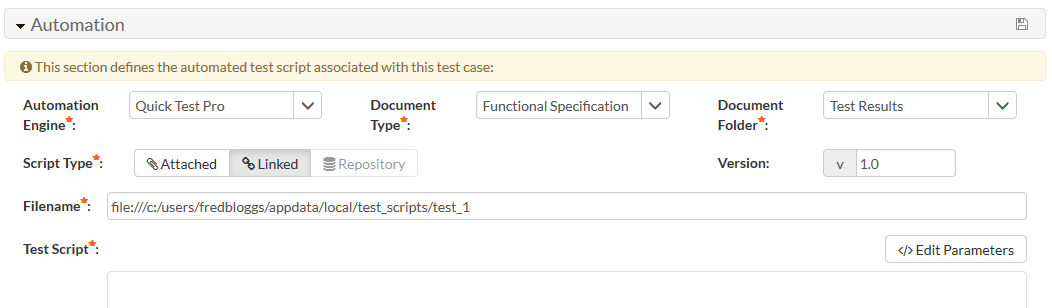 Automation
This section defines the automated test script associated with this test case:
Automation Engine*: Quick Test Pro Document Type*: Functional Specification Document Folder*: Test Results
Script Type*: Attached Linked Repository Version: v 1.0
Filename*: file:///c:/users/fredbloggs/appdata/local/test_scripts/test_1
Test Script*: </> Edit Parameters